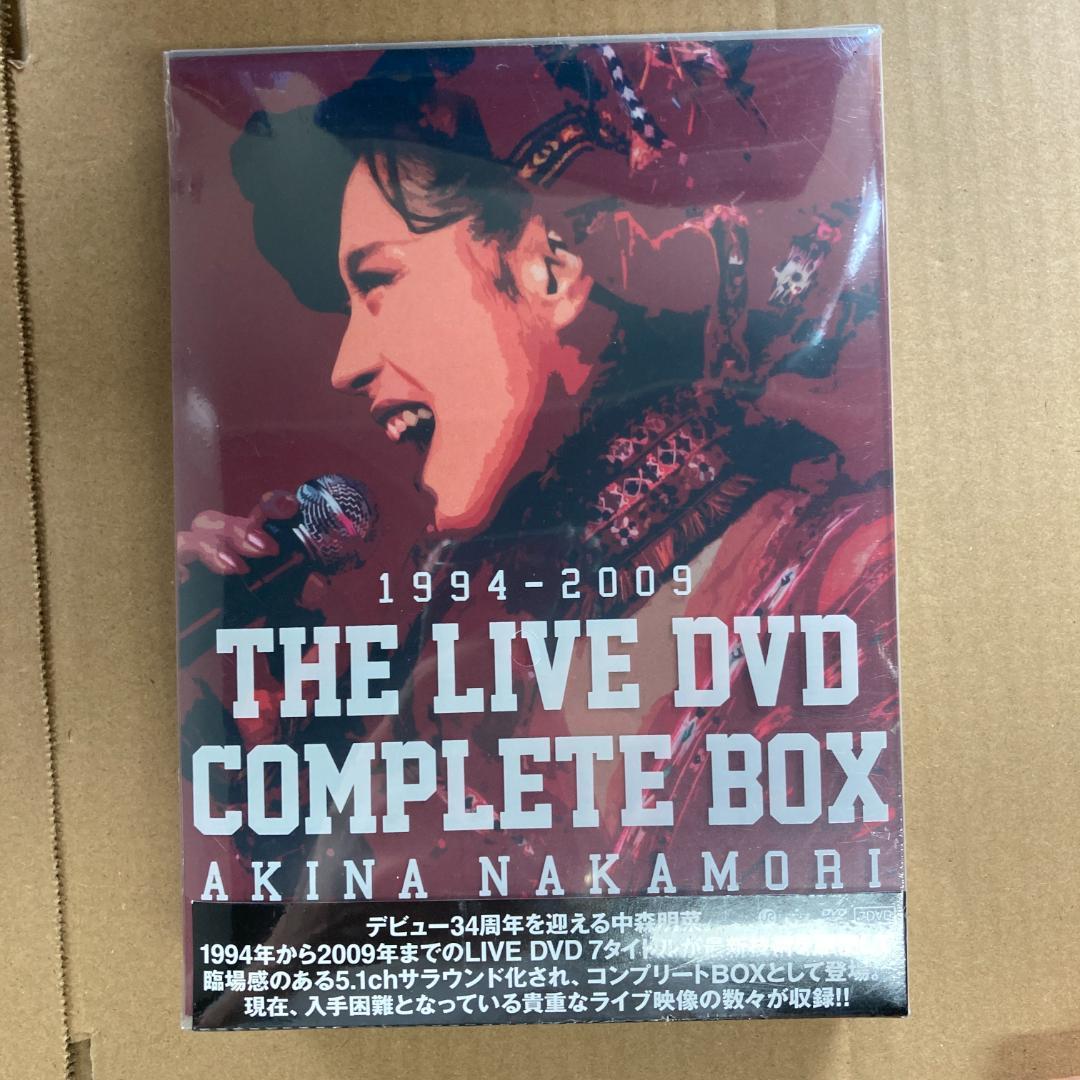 1994-2009
THE LIVE DVD
COMPLETE BOX
AKINA NAKAMORI
デビュー34周年を迎える中森明菜。
1994年から2009年までのLIVE DVD 7タイトルが最新技術
臨場感のある5.1chサラウンド化され、コンプリートBOXとして登場。
現在、入手困難となっている貴重なライブ映像の数々が収録!!